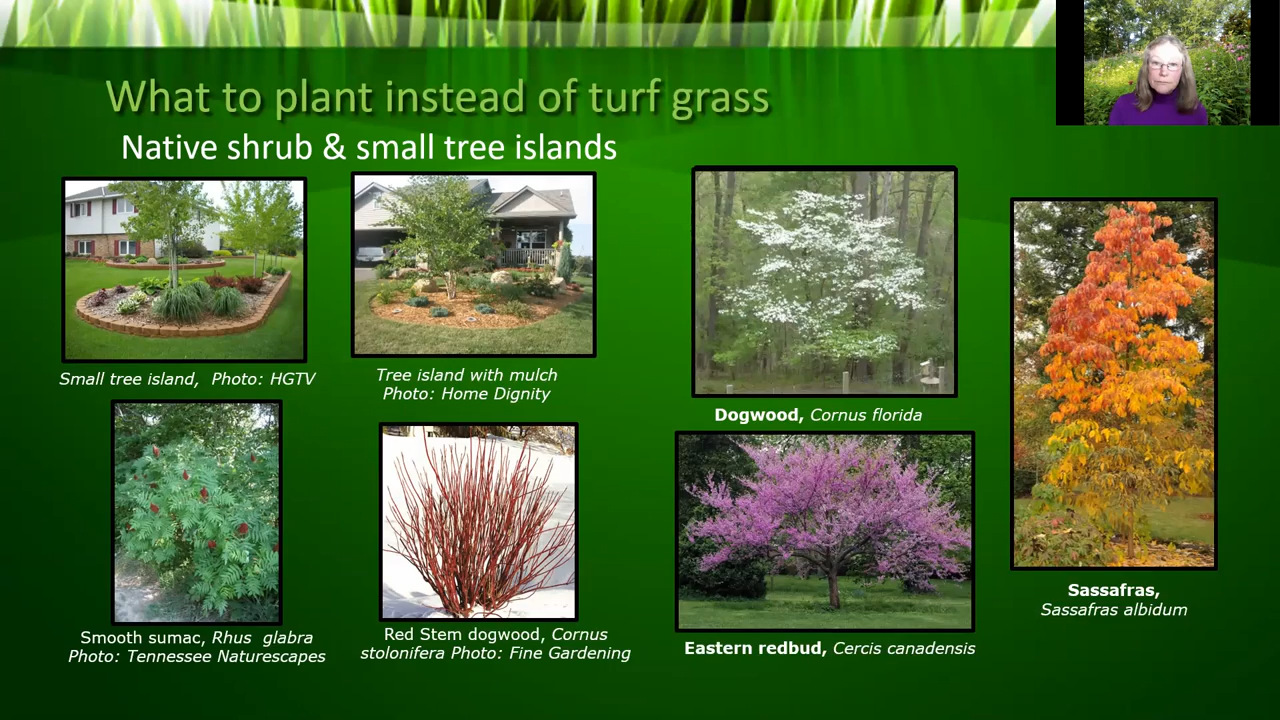 What to plant instead of turf grass
Native shrub & small tree islands
Small tree island,  Photo: HGTV
Tree island with mulch
Photo: Home Dignity
Dogwood, Cornus florida
Smooth sumac, Rhus  glabra
Photo: Tennessee Naturescapes
Red Stem dogwood, Cornus
stolonifera Photo: Fine Gardening
Eastern redbud, Cercis canadensis
Sassafras,
Sassafras albidum